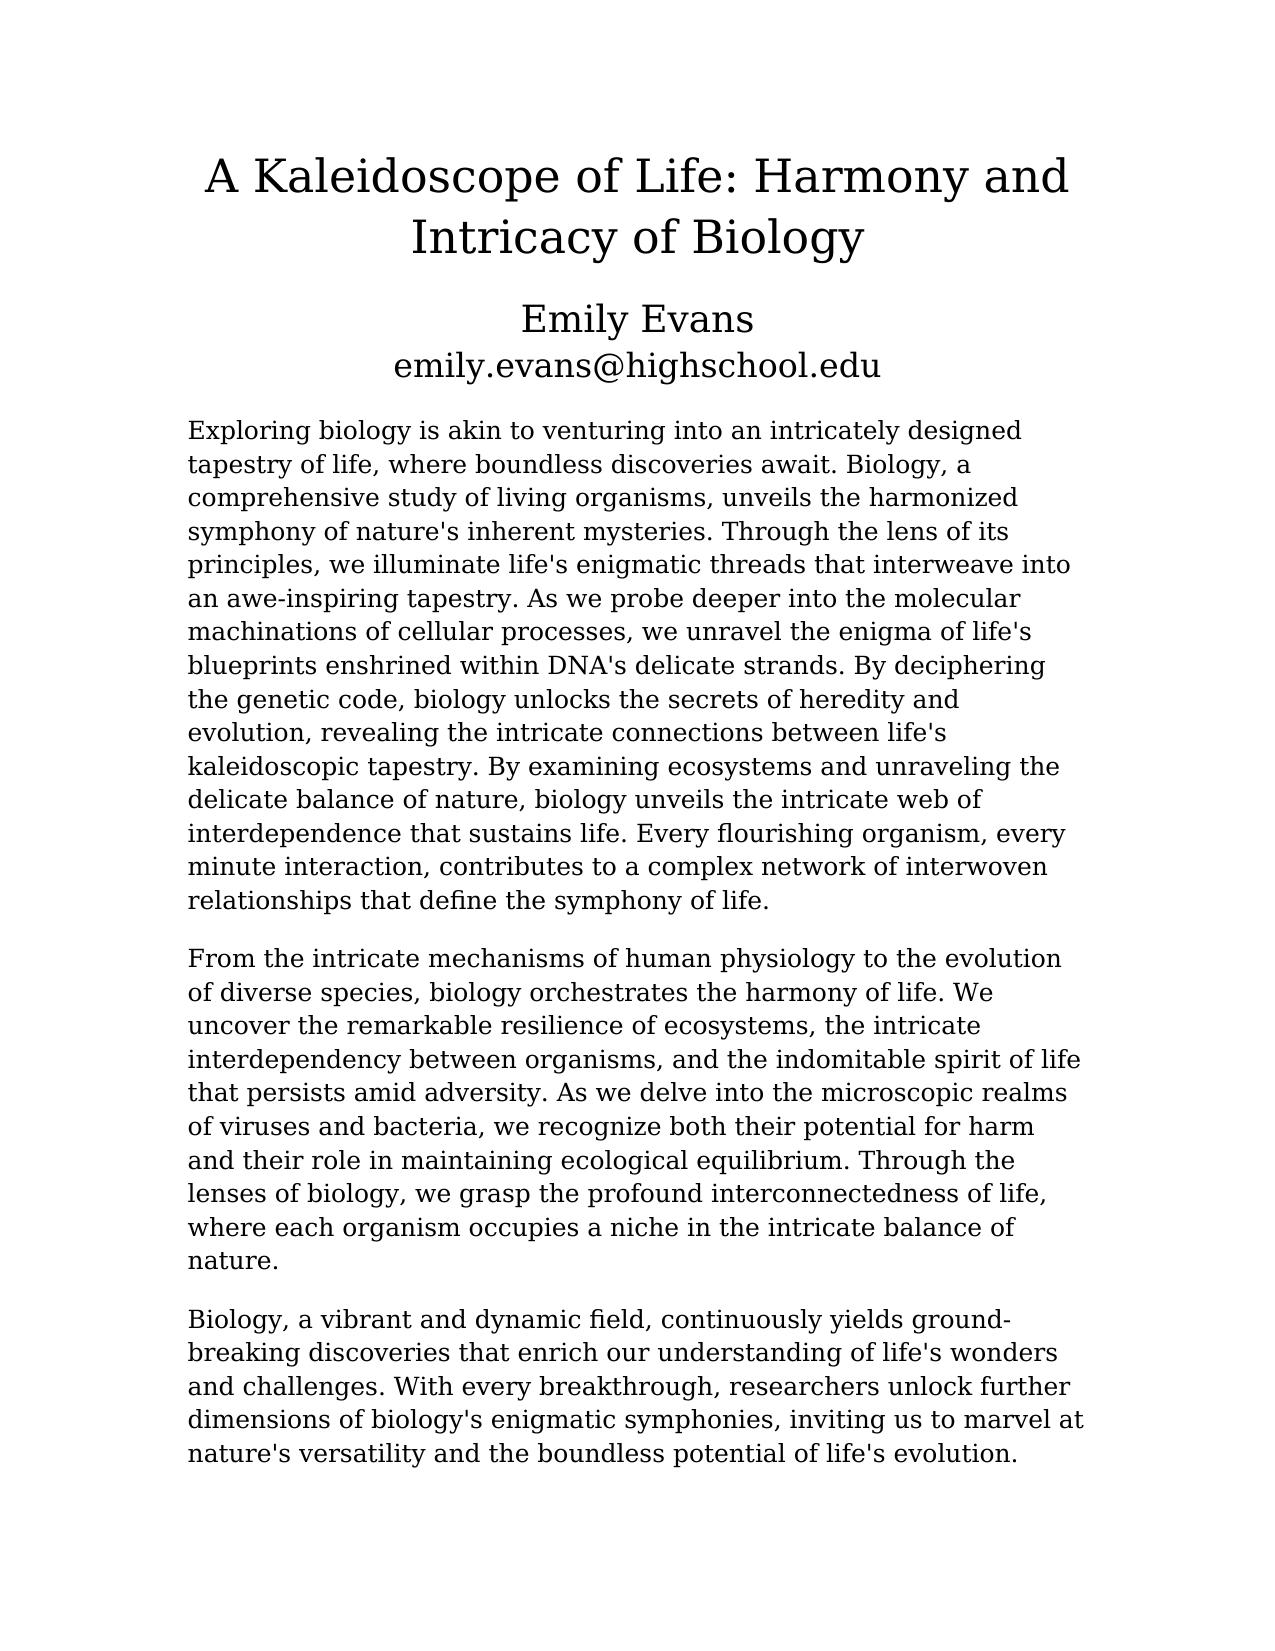 A Kaleidoscope of Life: Harmony and
Intricacy of Biology
Emily Evans
emily.evans@highschool.edu
Exploring biology is akin to venturing into an intricately designed
tapestry of life, where boundless discoveries await. Biology, a
comprehensive study of living organisms, unveils the harmonized
symphony of nature's inherent mysteries. Through the lens of its
principles, we illuminate life's enigmatic threads that interweave into
an awe-inspiring tapestry. As we probe deeper into the molecular
machinations of cellular processes, we unravel the enigma of life's
blueprints enshrined within DNA's delicate strands. By deciphering
the genetic code, biology unlocks the secrets of heredity and
evolution, revealing the intricate connections between life's
kaleidoscopic tapestry. By examining ecosystems and unraveling the
delicate balance of nature, biology unveils the intricate web of
interdependence that sustains life. Every flourishing organism, every
minute interaction, contributes to a complex network of interwoven
relationships that define the symphony of life.
From the intricate mechanisms of human physiology to the evolution
of diverse species, biology orchestrates the harmony of life. We
uncover the remarkable resilience of ecosystems, the intricate
interdependency between organisms, and the indomitable spirit of life
that persists amid adversity. As we delve into the microscopic realms
of viruses and bacteria, we recognize both their potential for harm
and their role in maintaining ecological equilibrium. Through the
lenses of biology, we grasp the profound interconnectedness of life,
where each organism occupies a niche in the intricate balance of
nature.
Biology, a vibrant and dynamic field, continuously yields ground-
breaking discoveries that enrich our understanding of life's wonders
and challenges. With every breakthrough, researchers unlock further
dimensions of biology's enigmatic symphonies, inviting us to marvel at
nature's versatility and the boundless potential of life's evolution.